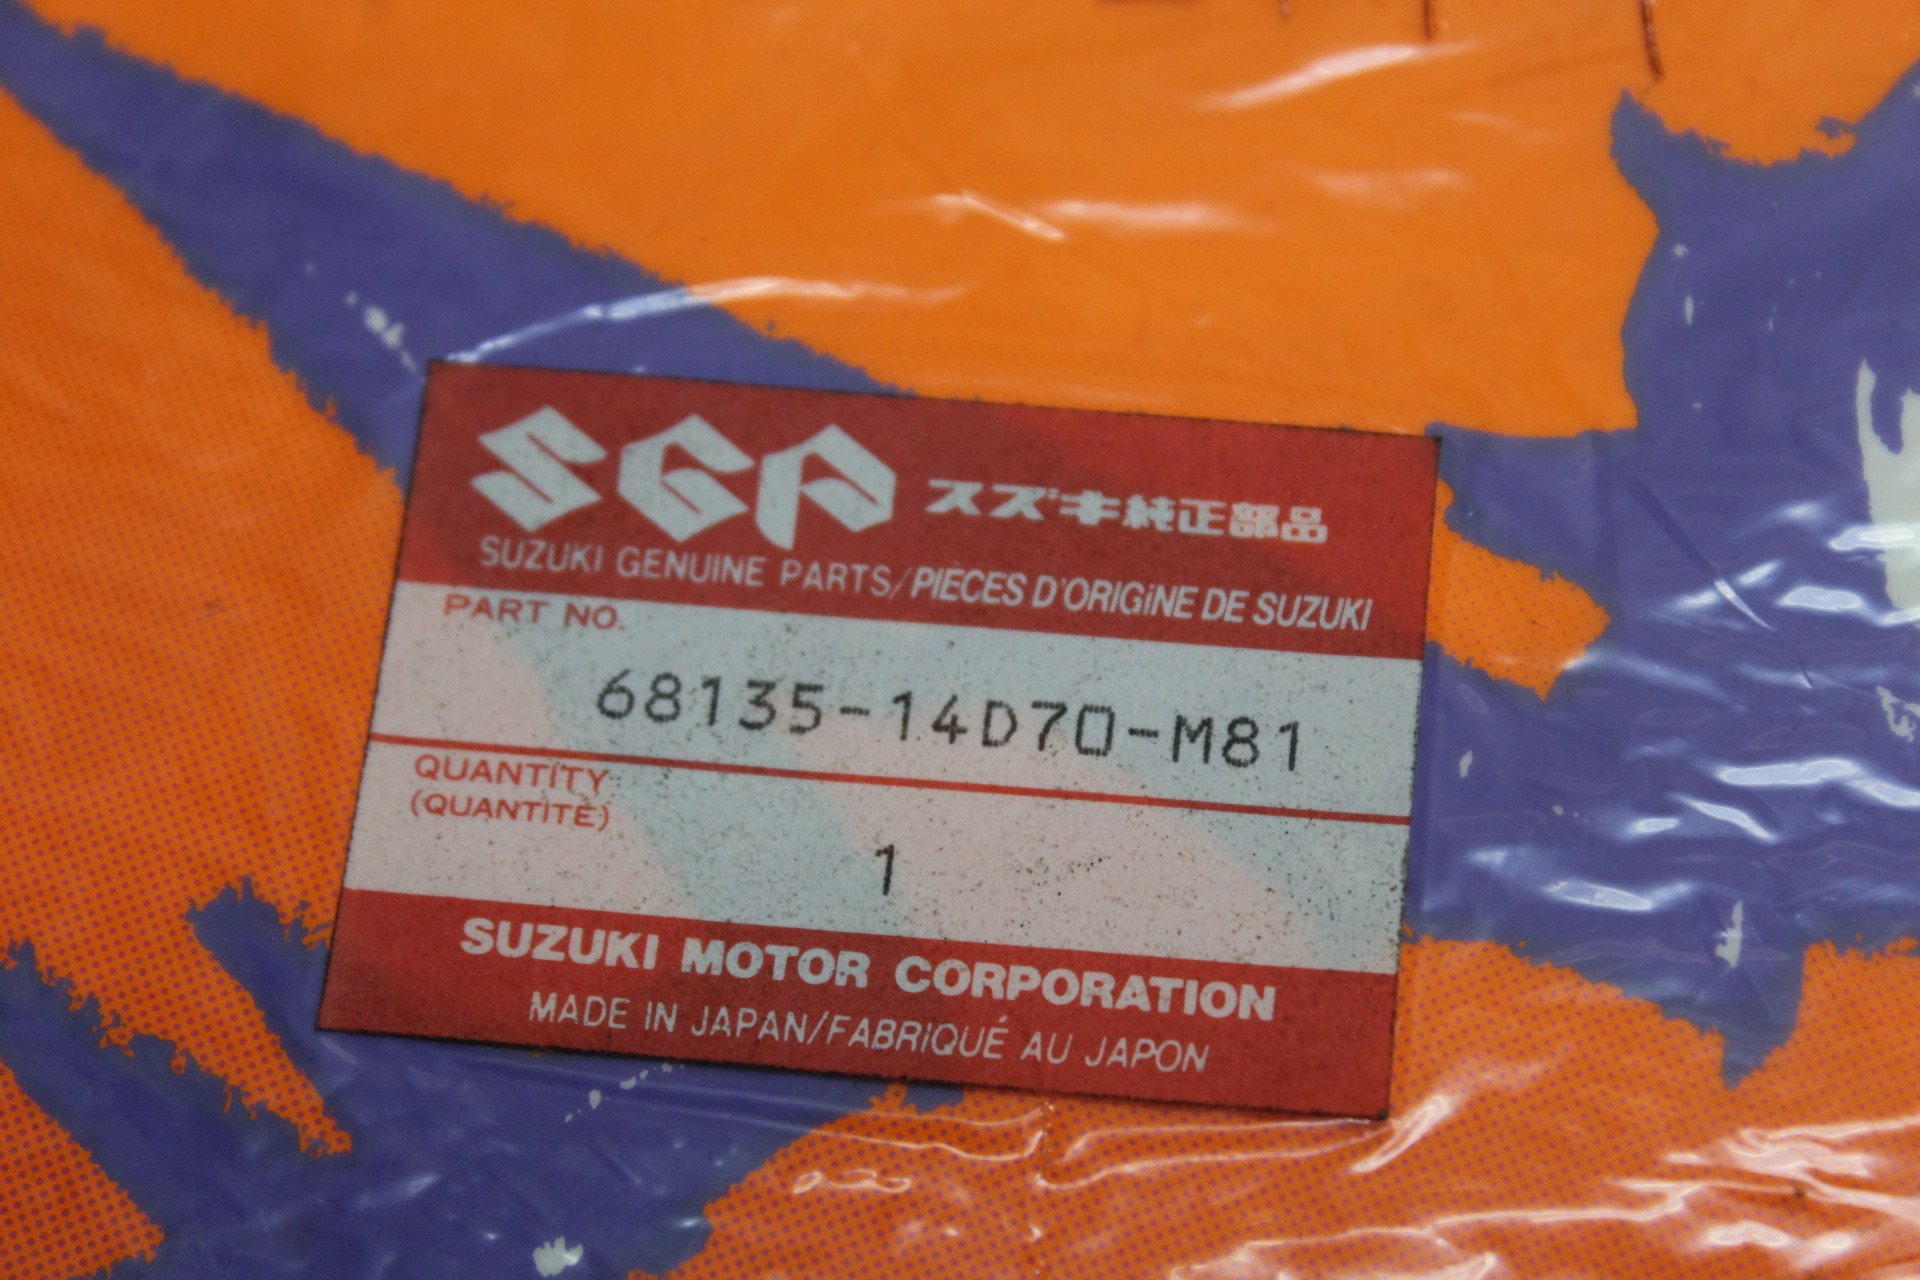 SGP スズキ純正部品
SUZUKI GENUINE PARTS/PIÈCES D'ORIGINE DE SUZUKI
PART NO.
68135-14D70-M81
QUANTITY
(QUANTITÉ)
1
SUZUKI MOTOR CORPORATION
MADE IN JAPAN/FABRIQUÉ AU JAPON